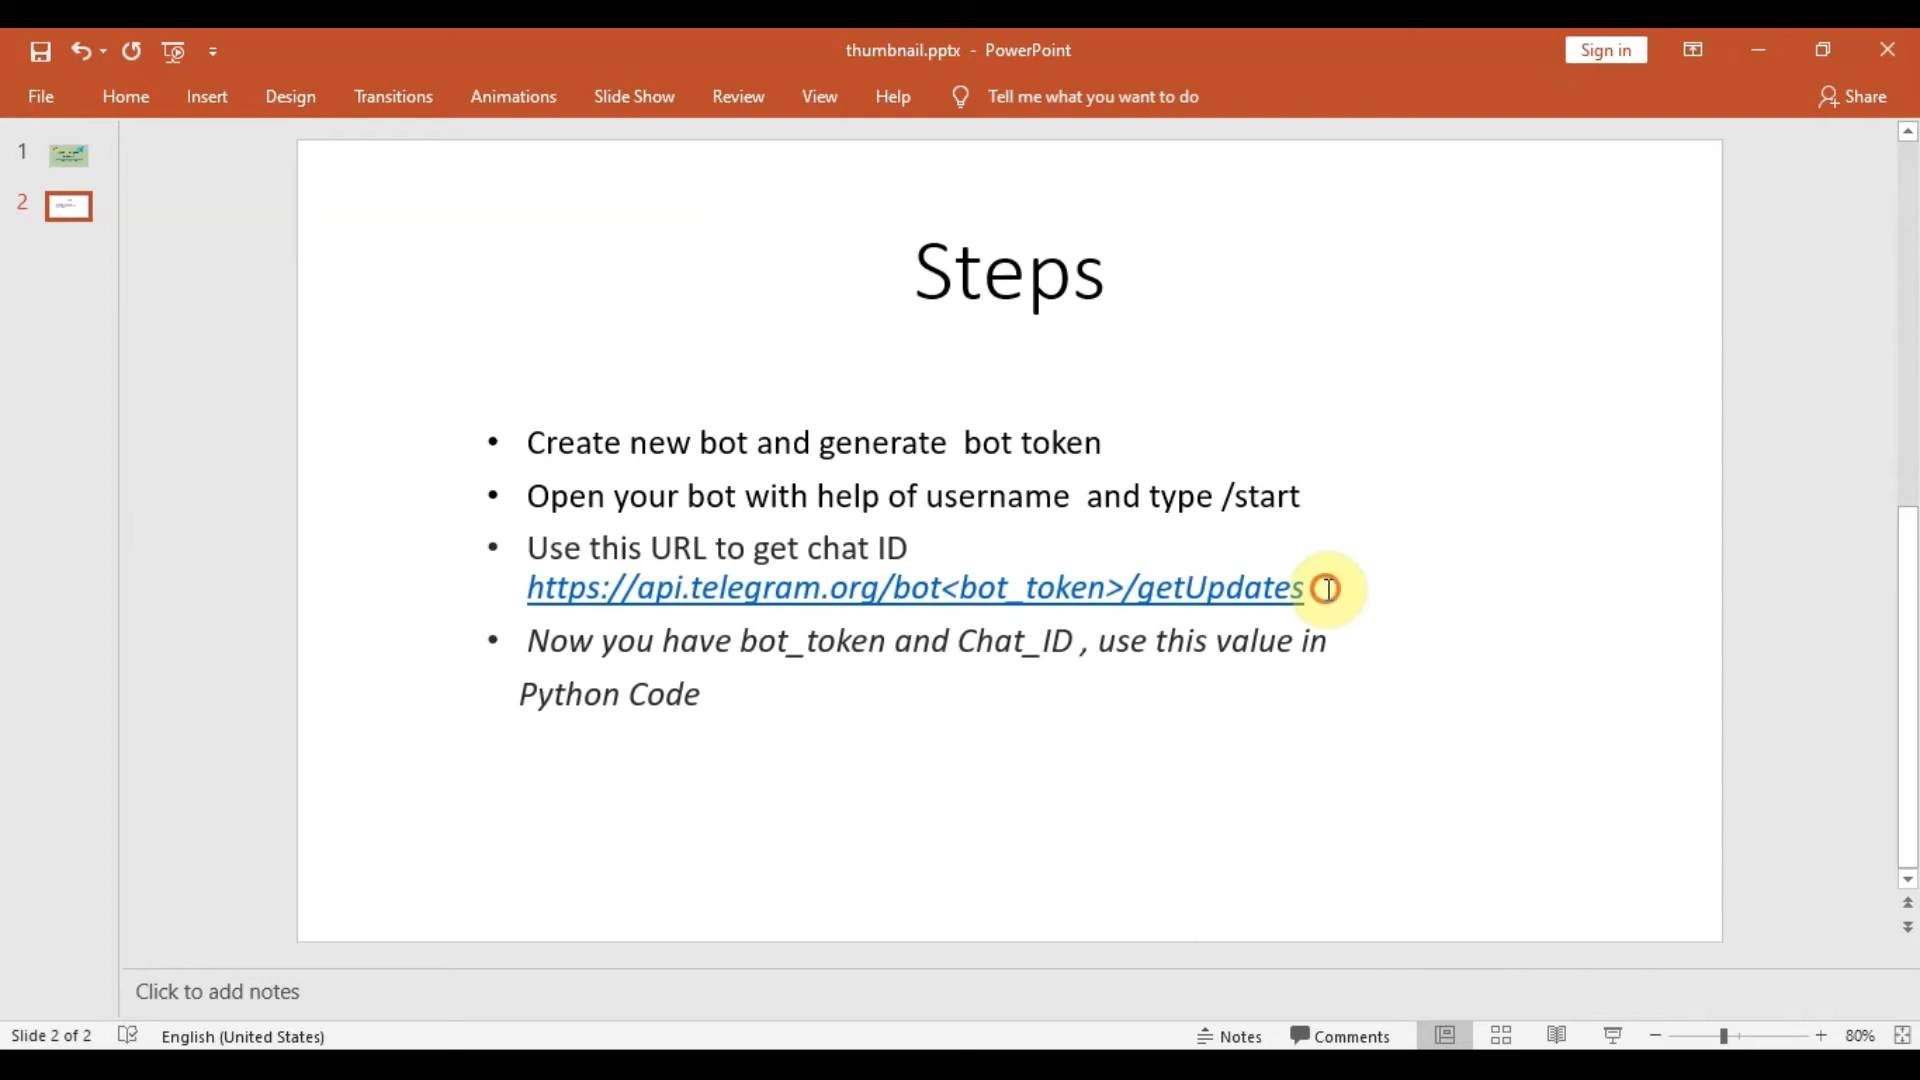 thumbnail.pptx - PowerPoint
Sign in
File Home Insert Design Transitions Animations Slide Show Review View Help Tell me what you want to do Share
1
2
Steps
• Create new bot and generate bot token
• Open your bot with help of username and type /start
• Use this URL to get chat ID
https://api.telegram.org/bot<bot_token>/getUpdates
• Now you have bot_token and Chat_ID , use this value in
Python Code
Click to add notes
Slide 2 of 2 English (United States) Notes Comments 80%